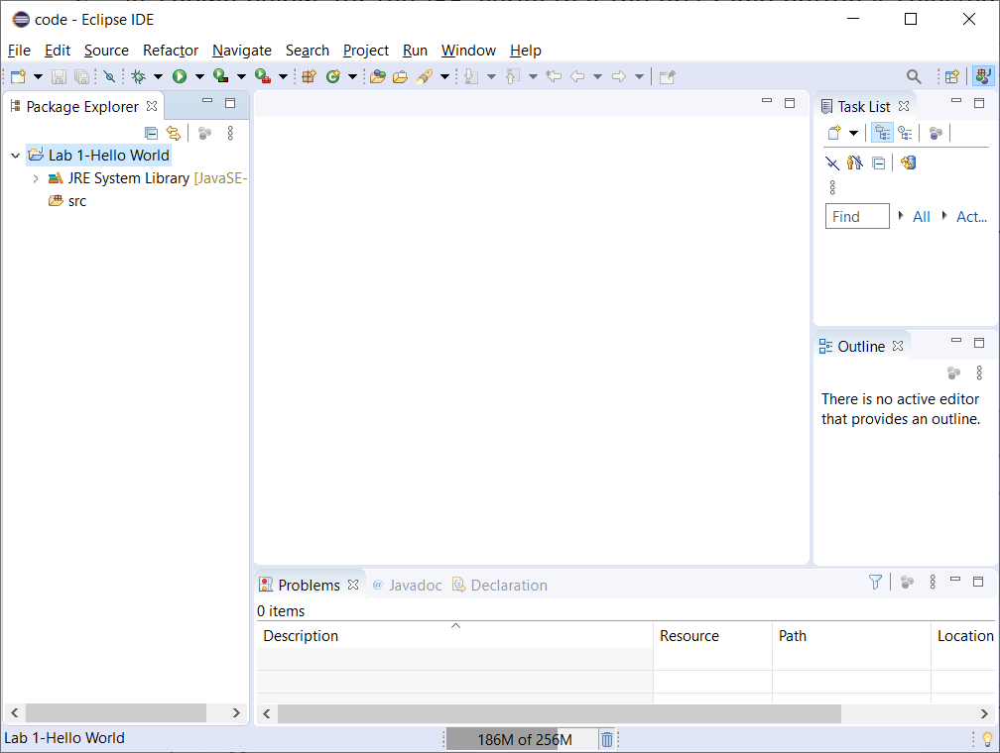 code - Eclipse IDE
File Edit Source Refactor Navigate Search Project Run Window Help
Package Explorer
Lab 1-Hello World
JRE System Library [JavaSE-
src
Task List
Find All Act...
Outline
There is no active editor
that provides an outline.
Problems @ Javadoc Declaration
0 items
Description Resource Path Location
Lab 1-Hello World
186M of 256M